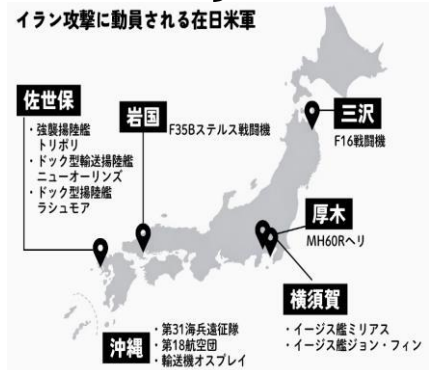 イラン攻撃に動員される在日米軍
佐世保
・強襲揚陸艦
トリポリ
・ドック型輸送揚陸艦
ニューオーリンズ
・ドック型揚陸艦
ラシュモア
岩国
F35Bステルス戦闘機
三沢
F16戦闘機
厚木
MH60Rヘリ
横須賀
・イージス艦ミリアス
・イージス艦ジョン・フィン
沖縄
・第31海兵遠征隊
・第18航空団
・輸送機オスプレイ